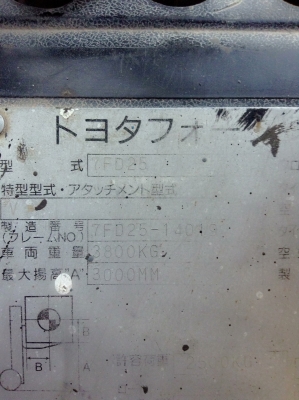 トヨタフォー
型 式 7FD25
特型型式・アタッチメント型式
製造番号
(フレームNO) 7FD25-140
車両重量 3800KG
最大揚高"A" 3000MM
B
B
A